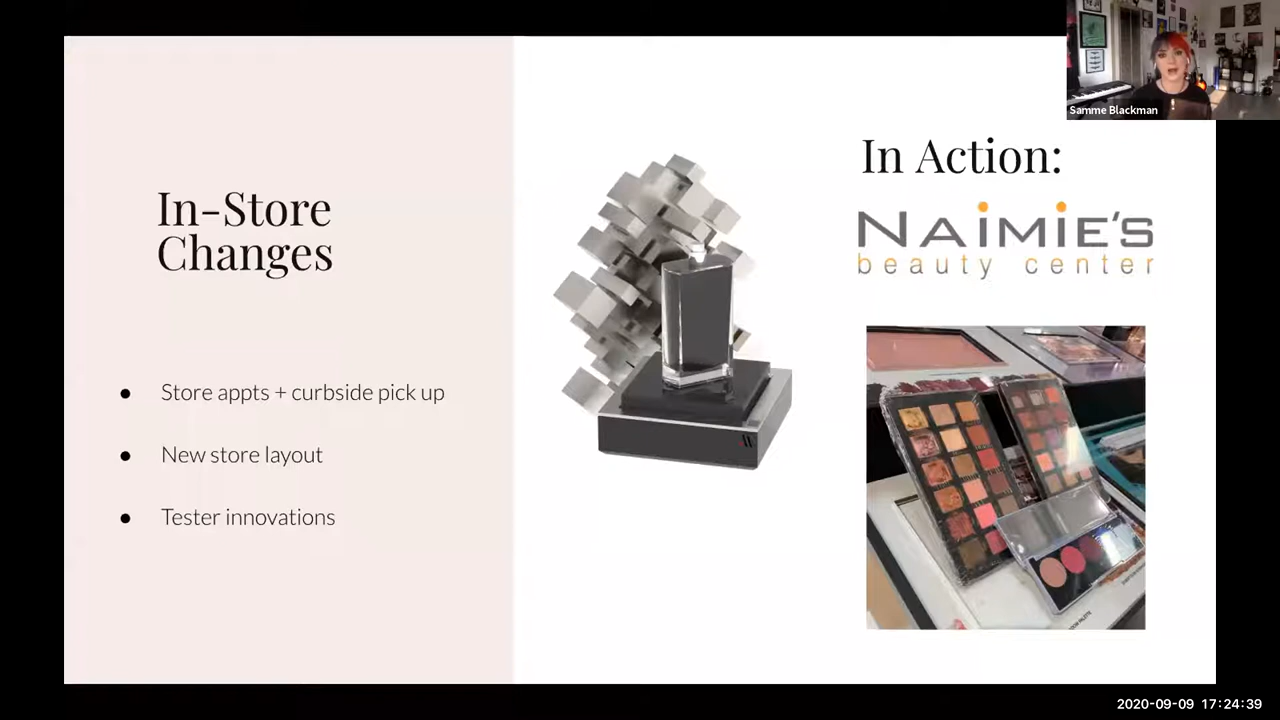 Samme Blackman
In-Store
Changes
● Store appts + curbside pick up
● New store layout
● Tester innovations
In Action:
NAiMiE'S
beauty center
2020-09-09 17:24:39